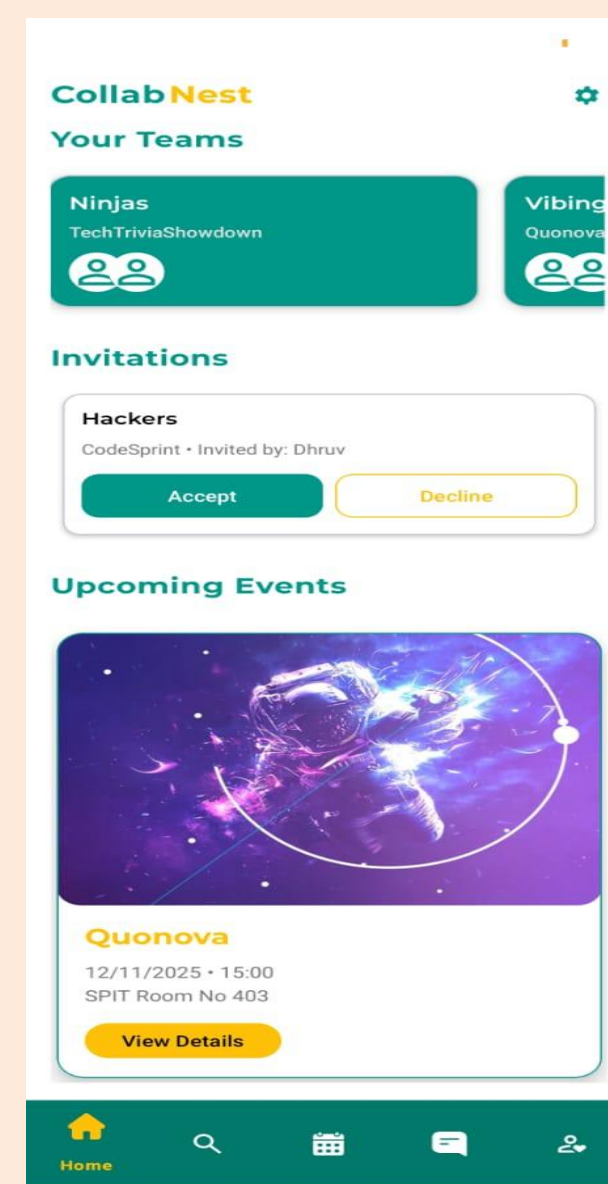 CollabNest
Your Teams
Ninjas
TechTriviaShowdown
Vibing
Quonova
Invitations
Hackers
CodeSprint • Invited by: Dhruv
Accept
Decline
Upcoming Events
Quonova
12/11/2025 • 15:00
SPIT Room No 403
View Details
Home